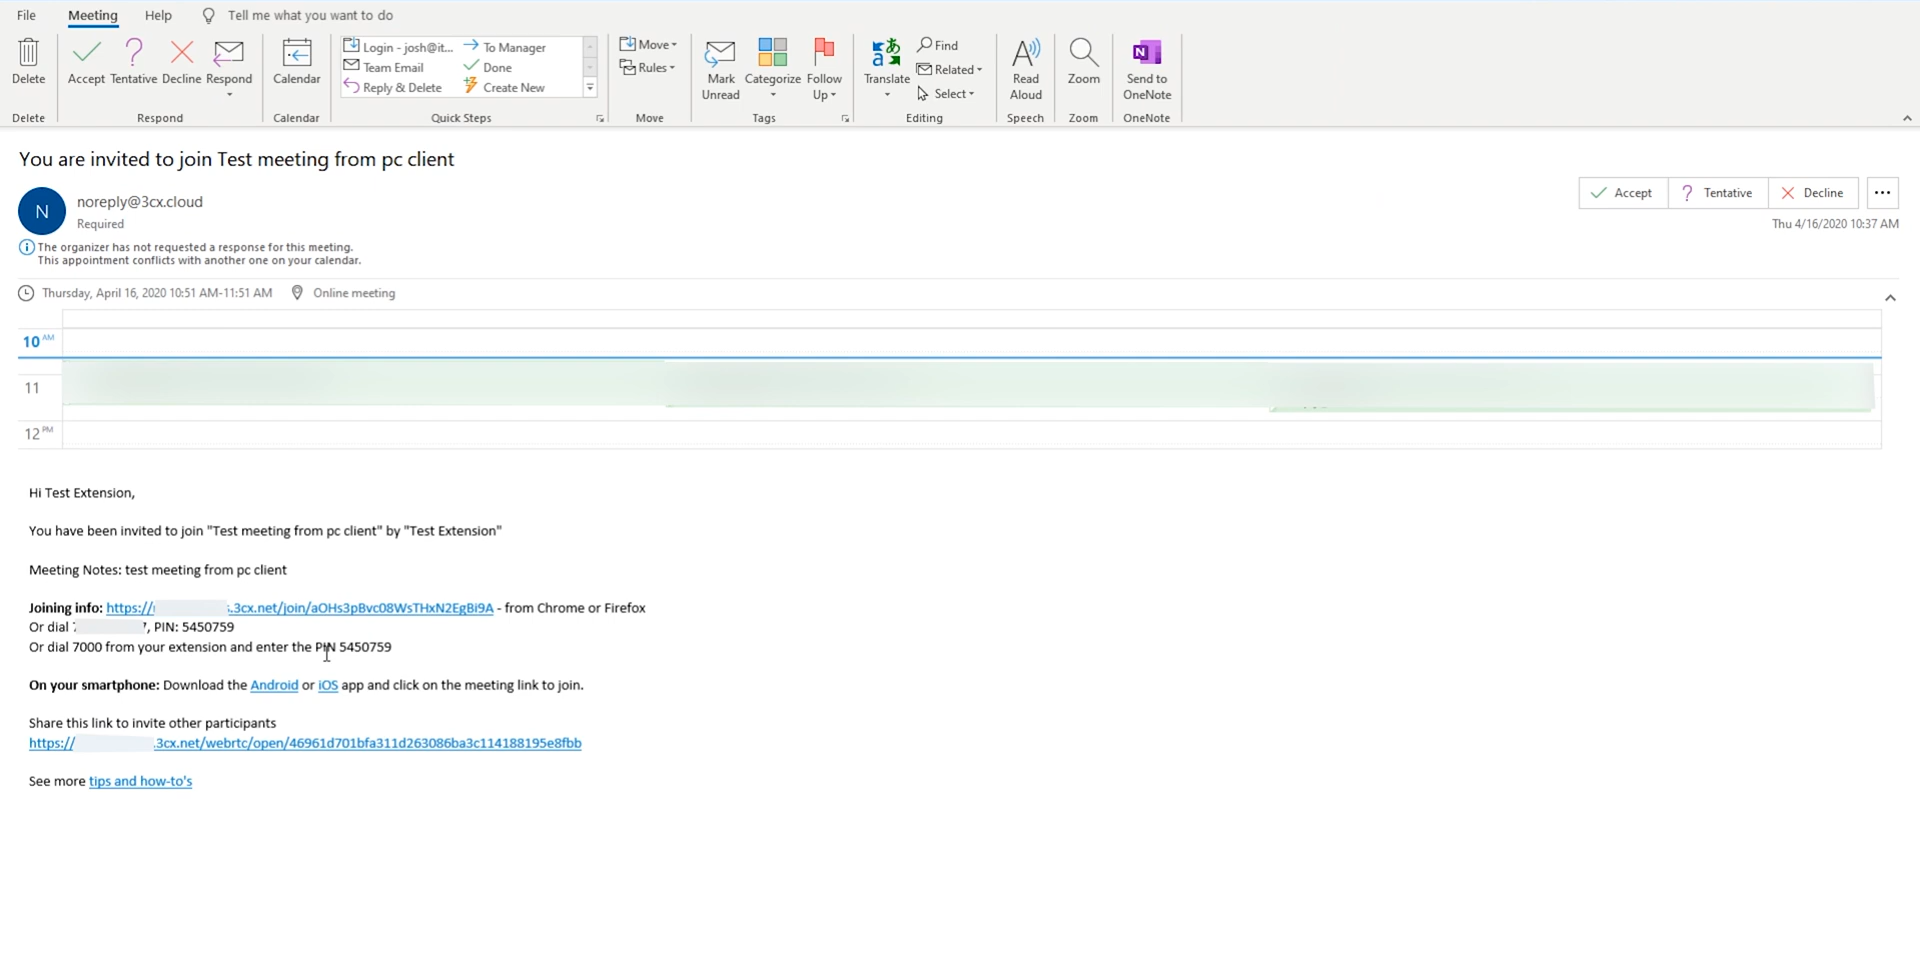 File Meeting Help Tell me what you want to do
Delete
Accept Tentative Decline Respond
Calendar
Login - josh@it... To Manager
Team Email Done
Reply & Delete Create New
Move
Rules
Mark Unread
Categorize
Follow Up
Translate
Find
Related
Select
Read Aloud
Zoom
Send to OneNote
Delete Respond Calendar Quick Steps Move Tags Editing Speech Zoom OneNote
You are invited to join Test meeting from pc client
N
noreply@3cx.cloud
Required
Accept Tentative Decline
Thu 4/16/2020 10:37 AM
The organizer has not requested a response for this meeting.
This appointment conflicts with another one on your calendar.
Thursday, April 16, 2020 10:51 AM-11:51 AM Online meeting
10 AM
11
12 PM
Hi Test Extension,
You have been invited to join "Test meeting from pc client" by "Test Extension"
Meeting Notes: test meeting from pc client
Joining info: https:// .3cx.net/join/aOHs3pBvc08WsTHxN2EgBi9A - from Chrome or Firefox
Or dial 7, PIN: 5450759
Or dial 7000 from your extension and enter the PIN 5450759
On your smartphone: Download the Android or iOS app and click on the meeting link to join.
Share this link to invite other participants
https:// .3cx.net/webrtc/open/46961d701bfa311d263086ba3c114188195e8fbb
See more tips and how-to's